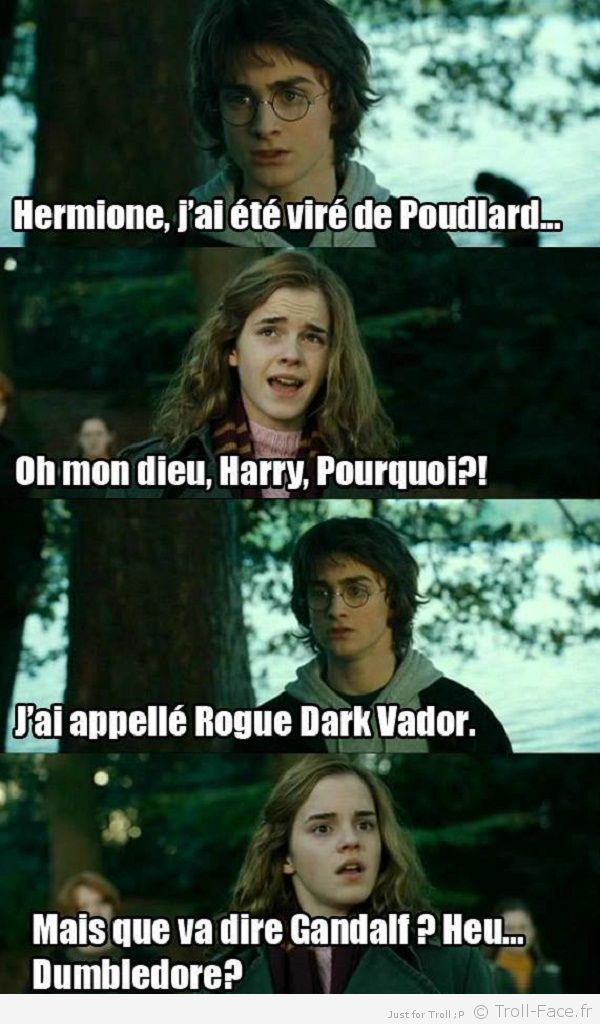 Hermione, j'ai été viré de Poudlard...
Oh mon dieu, Harry, Pourquoi?!
J'ai appellé Rogue Dark Vador.
Mais que va dire Gandalf ? Heu...
Dumbledore?
Just for Troll ;P © Troll-Face.fr